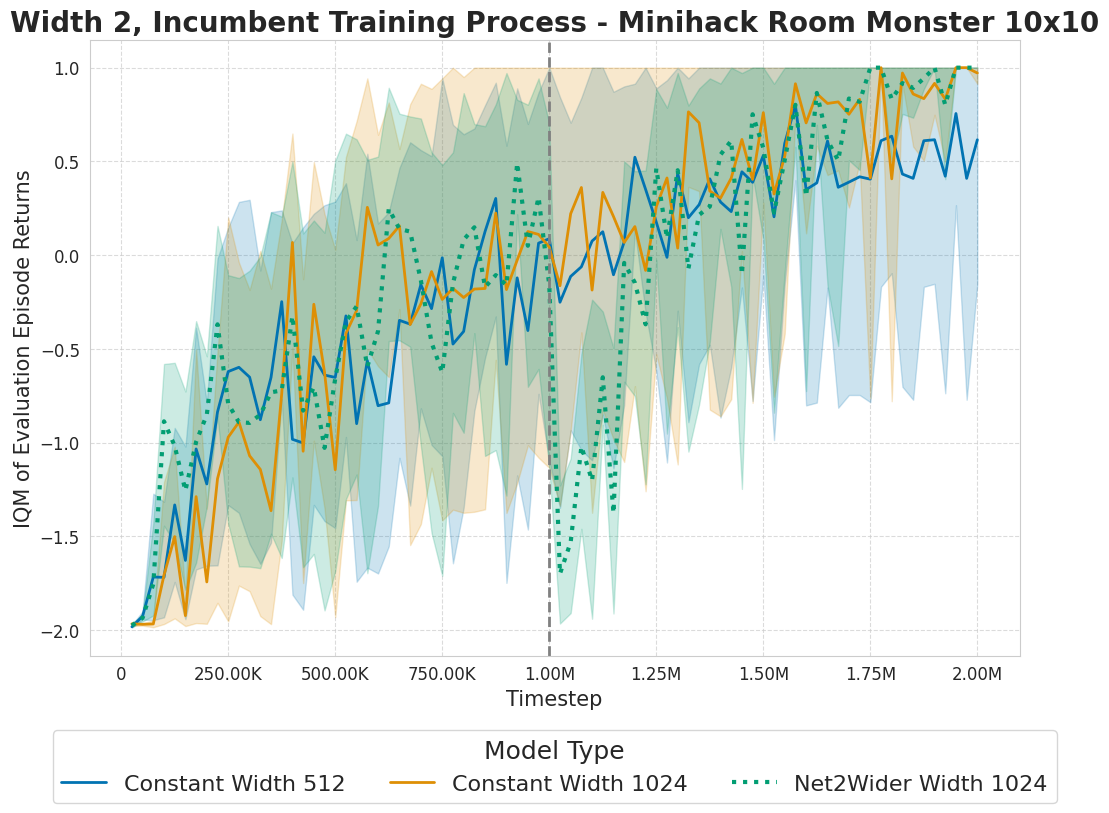 Width 2, Incumbent Training Process - Minihack Room Monster 10x10
IQM of Evaluation Episode Returns
1.0
0.5
0.0
−0.5
−1.0
−1.5
−2.0
0 250.00K 500.00K 750.00K 1.00M 1.25M 1.50M 1.75M 2.00M
Timestep
Model Type
Constant Width 512 Constant Width 1024 Net2Wider Width 1024